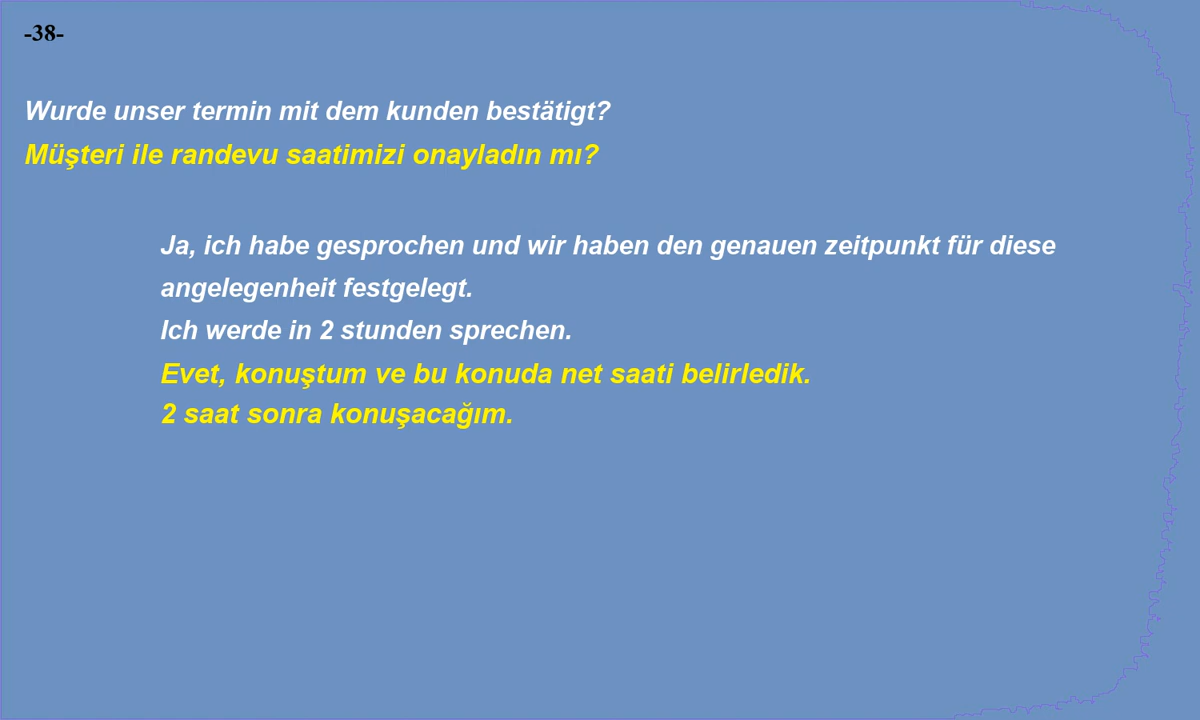 -38-
Wurde unser termin mit dem kunden bestätigt?
Müşteri ile randevu saatimizi onayladın mı?
Ja, ich habe gesprochen und wir haben den genauen zeitpunkt für diese
angelegenheit festgelegt.
Ich werde in 2 stunden sprechen.
Evet, konuştum ve bu konuda net saati belirledik.
2 saat sonra konuşacağım.